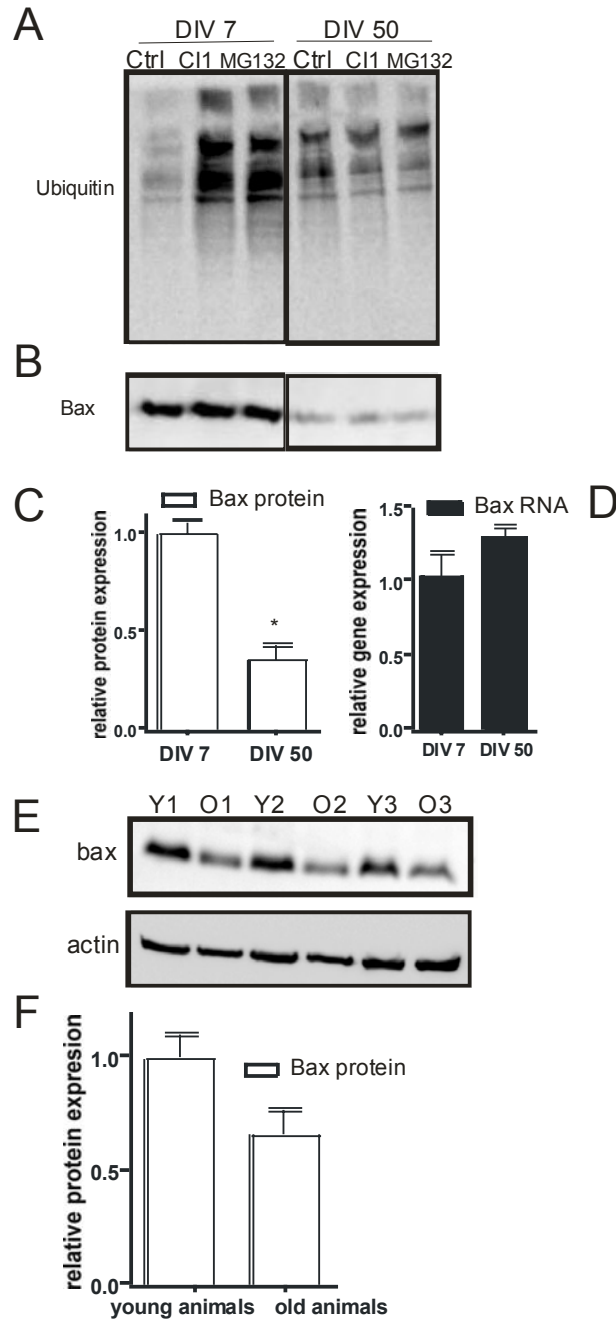 A
DIV 7 DIV 50
Ctrl CI1 MG132 Ctrl CI1 MG132
Ubiquitin
B
Bax
C
Bax protein
relative protein expression
1.0
0.5
0.0
*
DIV 7 DIV 50
D
Bax RNA
relative gene expression
1.5
1.0
0.5
0.0
DIV 7 DIV 50
E
Y1 O1 Y2 O2 Y3 O3
bax
actin
F
Bax protein
relative protein expresion
1.0
0.5
0.0
young animals old animals